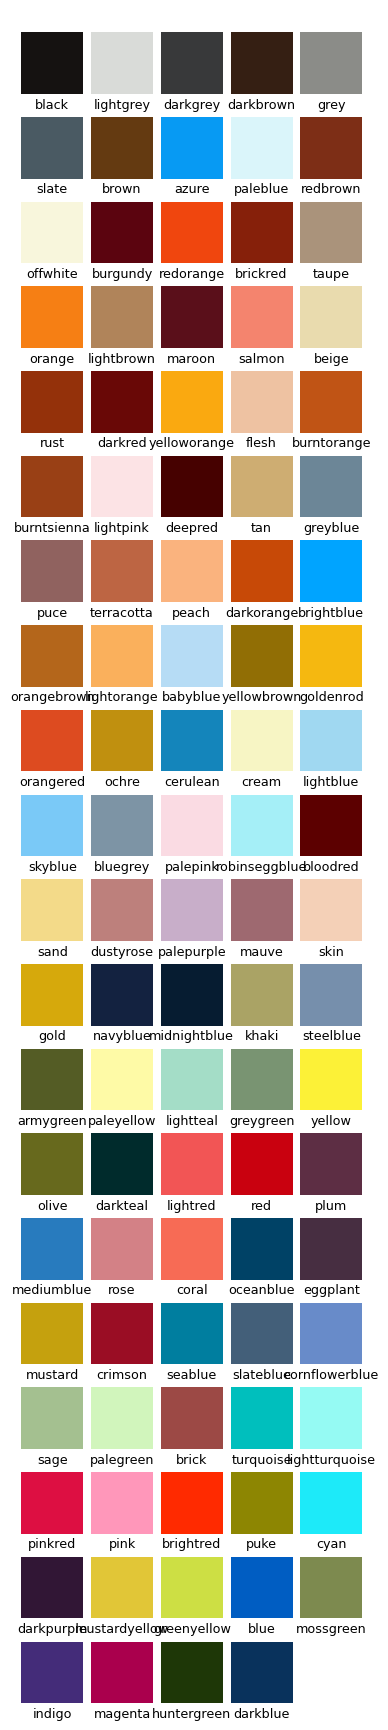 black lightgrey darkgrey darkbrown grey
slate brown azure paleblue redbrown
offwhite burgundy redorange brickred taupe
orange lightbrown maroon salmon beige
rust darkred yelloworange flesh burntorange
burntsienna lightpink deepred tan greyblue
puce terracotta peach darkorange brightblue
orangebrown lightorange babyblue yellowbrown goldenrod
orangered ochre cerulean cream lightblue
skyblue bluegrey palepink robinseggblue bloodred
sand dustyrose palepurple mauve skin
gold navyblue midnightblue khaki steelblue
armygreen paleyellow lightteal greygreen yellow
olive darkteal lightred red plum
mediumblue rose coral oceanblue eggplant
mustard crimson seablue slateblue cornflowerblue
sage palegreen brick turquoise lightturquoise
pinkred pink brightred puke cyan
darkpurple mustardyellow greenyellow blue mossgreen
indigo magenta huntergreen darkblue